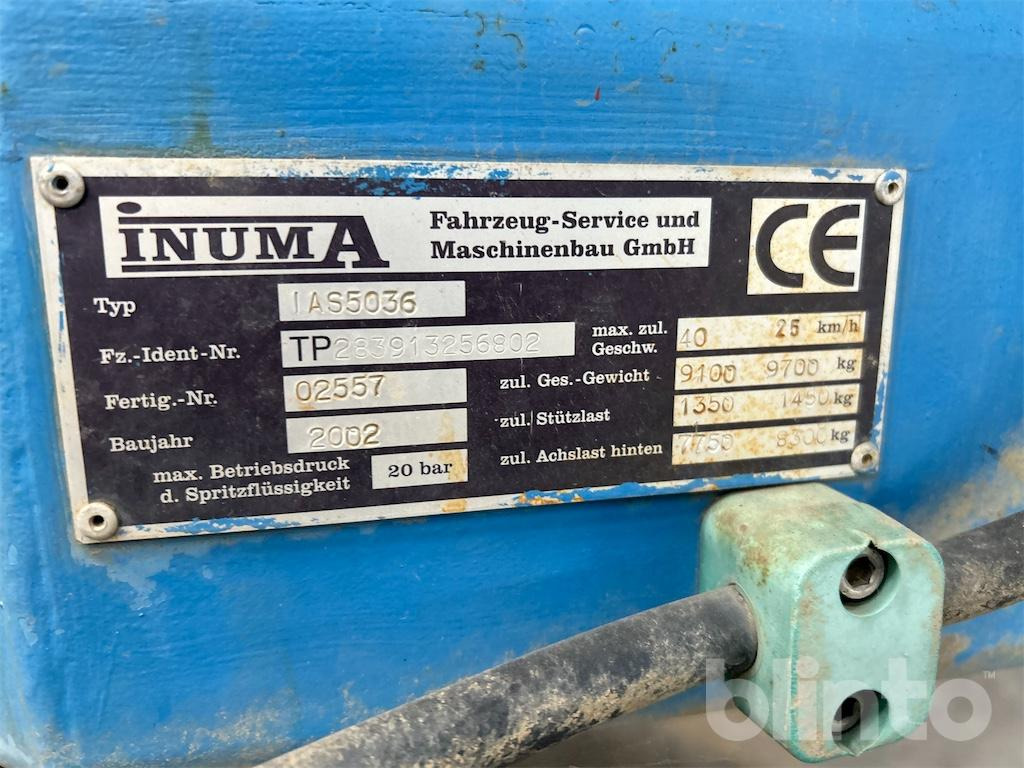 iNUMA Fahrzeug-Service und
Maschinenbau GmbH
CE
Typ IAS5036
Fz.-Ident-Nr. TP283913256802
Fertig.-Nr. 02557
Baujahr 2002
max. Betriebsdruck
d. Spritzflüssigkeit 20 bar
max. zul.
Geschw. 40 25 km/h
zul. Ges.-Gewicht 9100 9700 kg
zul. Stützlast 1350 1450 kg
zul. Achslast hinten 7750 8300 kg
blinto™